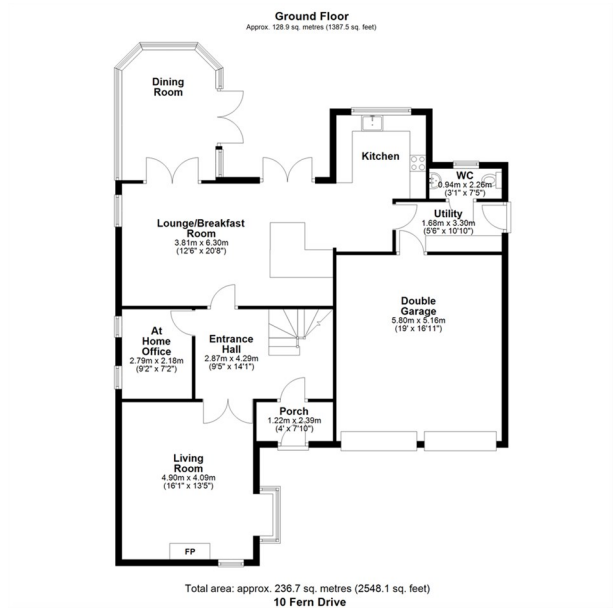 Ground Floor
Approx. 128.9 sq. metres (1387.5 sq. feet)
Dining
Room
Kitchen
WC
0.94m x 2.26m
(3'1" x 7'5")
Utility
1.68m x 3.30m
(5'6" x 10'10")
Lounge/Breakfast
Room
3.81m x 6.30m
(12'6" x 20'8")
Double
Garage
5.80m x 5.16m
(19' x 16'11")
At
Home
Office
2.79m x 2.18m
(9'2" x 7'2")
Entrance
Hall
2.87m x 4.29m
(9'5" x 14'1")
Porch
1.22m x 2.39m
(4' x 7'10")
Living
Room
4.90m x 4.09m
(16'1" x 13'5")
FP
Total area: approx. 236.7 sq. metres (2548.1 sq. feet)
10 Fern Drive